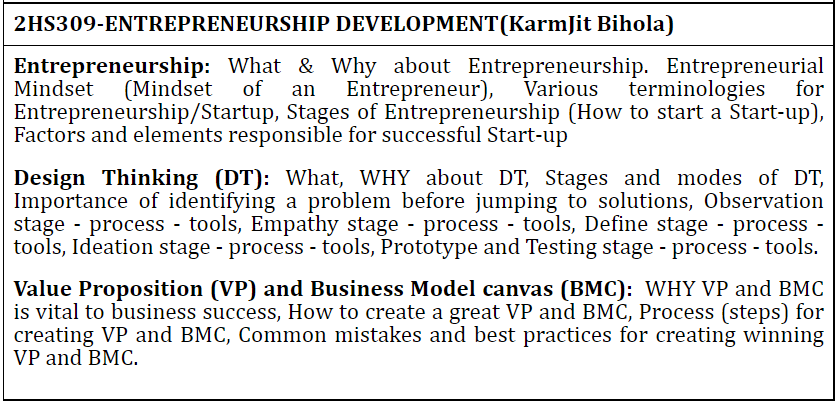 2HS309-ENTREPRENEURSHIP DEVELOPMENT(KarmJit Bihola)
Entrepreneurship: What & Why about Entrepreneurship. Entrepreneurial
Mindset (Mindset of an Entrepreneur), Various terminologies for
Entrepreneurship/Startup, Stages of Entrepreneurship (How to start a Start-up),
Factors and elements responsible for successful Start-up
Design Thinking (DT): What, WHY about DT, Stages and modes of DT,
Importance of identifying a problem before jumping to solutions, Observation
stage - process - tools, Empathy stage - process - tools, Define stage - process -
tools, Ideation stage - process - tools, Prototype and Testing stage - process - tools.
Value Proposition (VP) and Business Model canvas (BMC): WHY VP and BMC
is vital to business success, How to create a great VP and BMC, Process (steps) for
creating VP and BMC, Common mistakes and best practices for creating winning
VP and BMC.